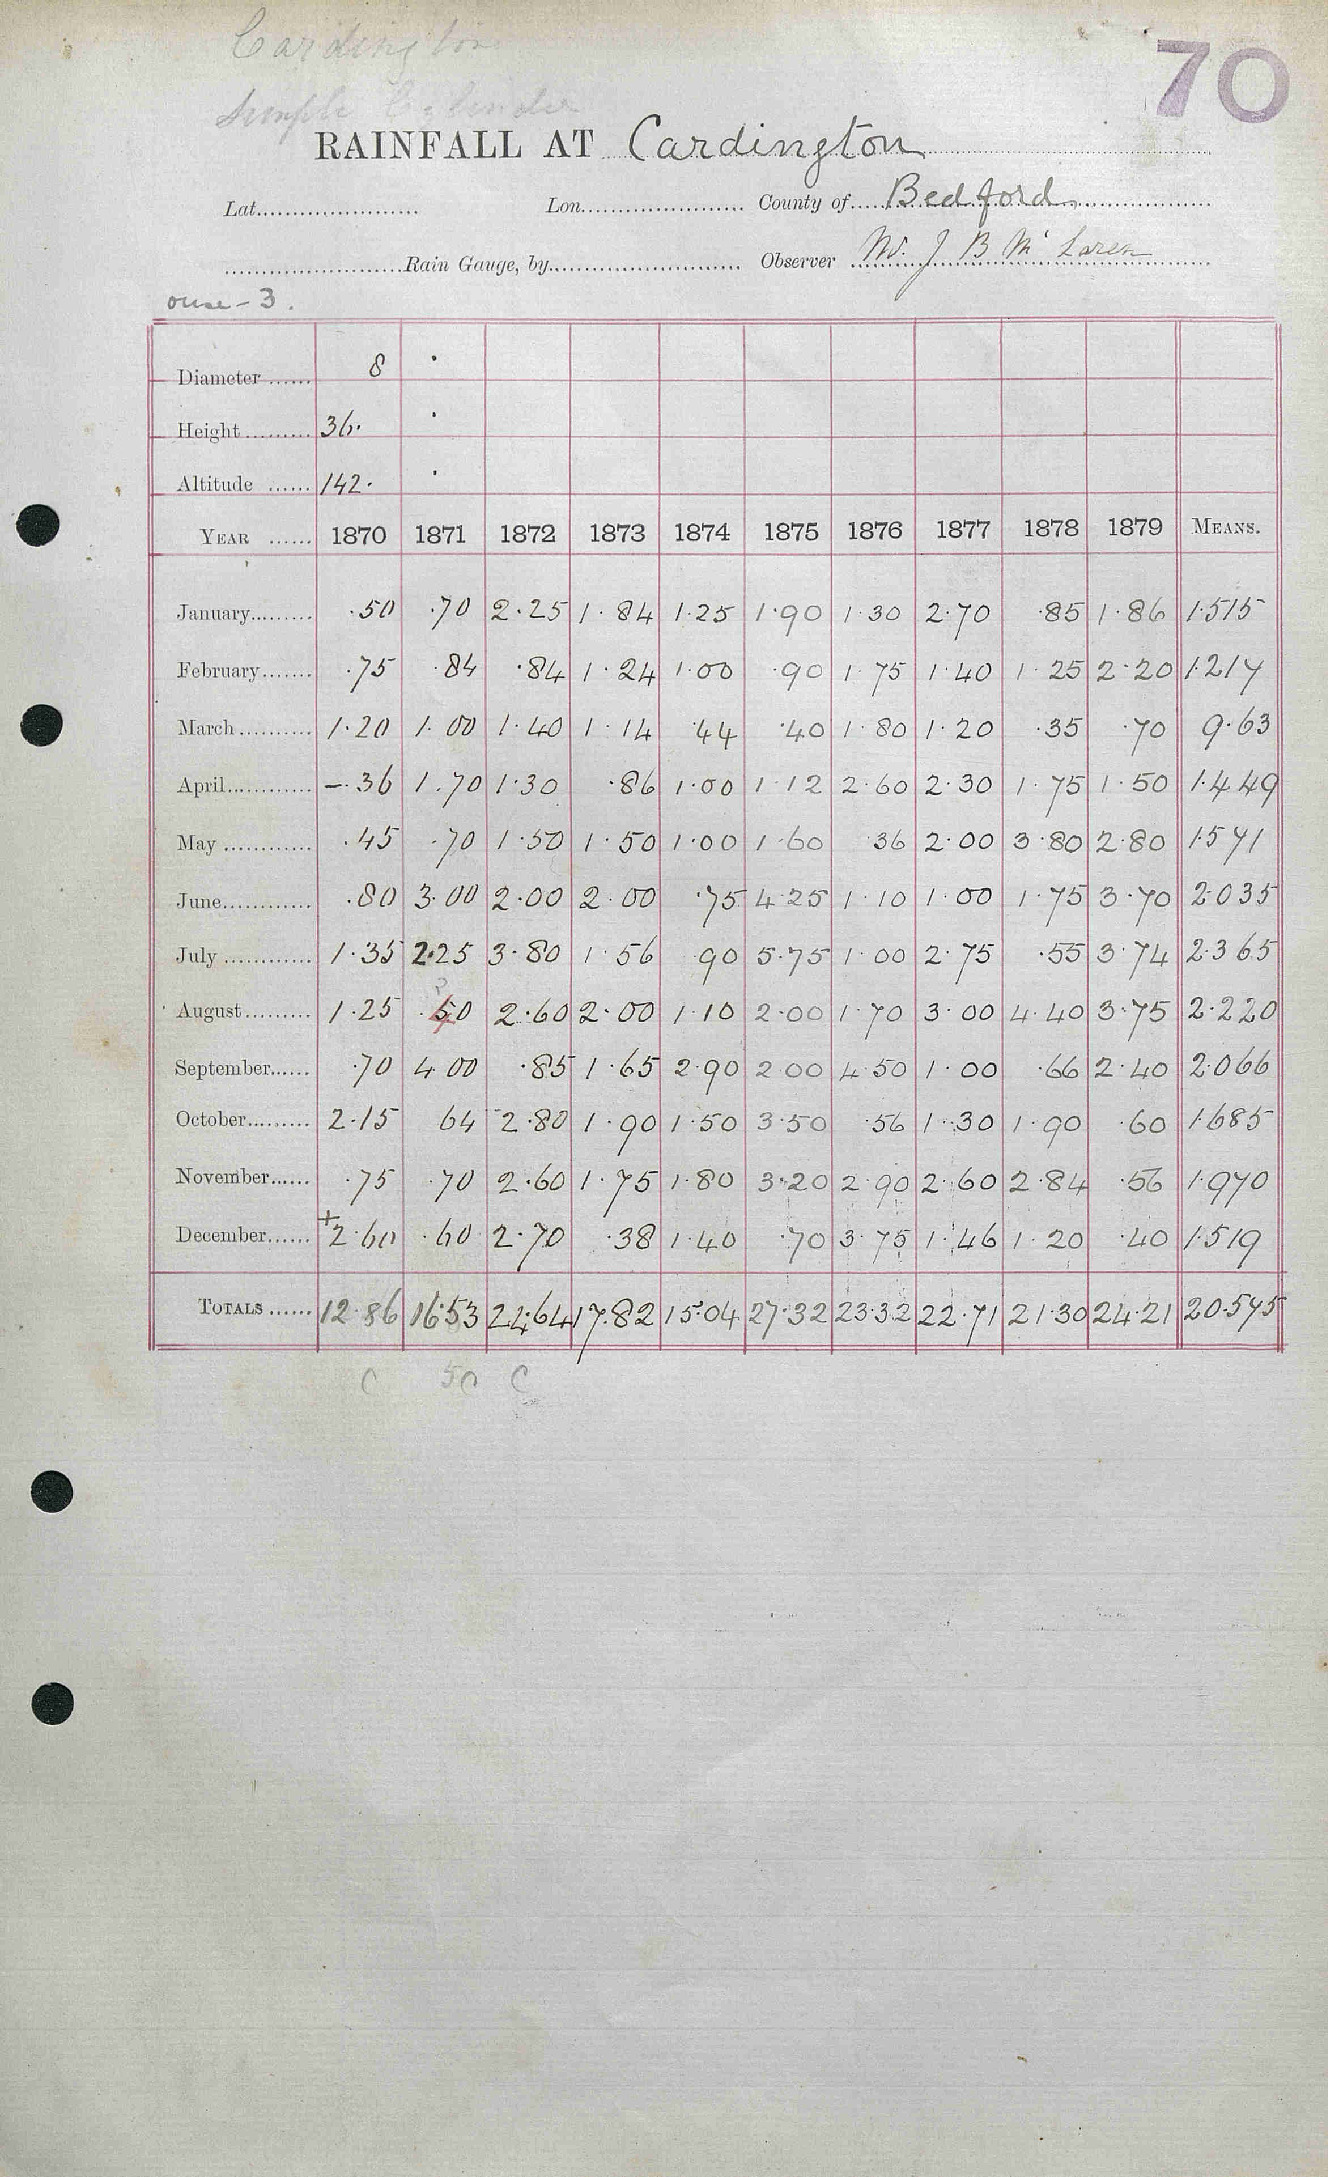 Cardington
70
Simple Cylinder
RAINFALL AT Cardington
Lat. Lon. County of Bedford
Rain Gauge, by Observer Mr. J B McLaren
ouse - 3.
Diameter 8 ·
Height 36· ·
Altitude 142· ·
YEAR 1870 1871 1872 1873 1874 1875 1876 1877 1878 1879 MEANS.
January ·50 ·70 2·25 1·84 1·25 1·90 1·30 2·70 ·85 1·86 1·515
February ·75 ·84 ·84 1·24 1·00 ·90 1·75 1·40 1·25 2·20 1·217
March 1·20 1·00 1·40 1·14 ·44 ·40 1·80 1·20 ·35 ·70 9·63
April -·36 1·70 1·30 ·86 1·00 1·12 2·60 2·30 1·75 1·50 1·449
May ·45 ·70 1·50 1·50 1·00 1·60 36 2·00 3·80 2·80 1·571
June ·80 3·00 2·00 2·00 ·75 4·25 1·10 1·00 1·75 3·70 2·035
July 1·35 2·25 3·80 1·56 90 5·75 1·00 2·75 ·55 3·74 2·365
?
August 1·25 ·50 2·60 2·00 1·10 2·00 1·70 3·00 4·40 3·75 2·220
September ·70 4·00 ·85 1·65 2·90 2·00 4·50 1·00 ·66 2·40 2·066
October 2·15 64 2·80 1·90 1·50 3·50 ·56 1·30 1·90 ·60 1·685
November ·75 ·70 2·60 1·75 1·80 3·20 2·90 2·60 2·84 ·56 1·970
December +2·60 ·40 2·70 ·38 1·40 ·70 3·75 1·46 1·20 ·40 1·519
TOTALS 12·86 16·53 24·64 17·82 15·04 27·32 23·32 22·71 21·30 24·21 20·575
C 5C C